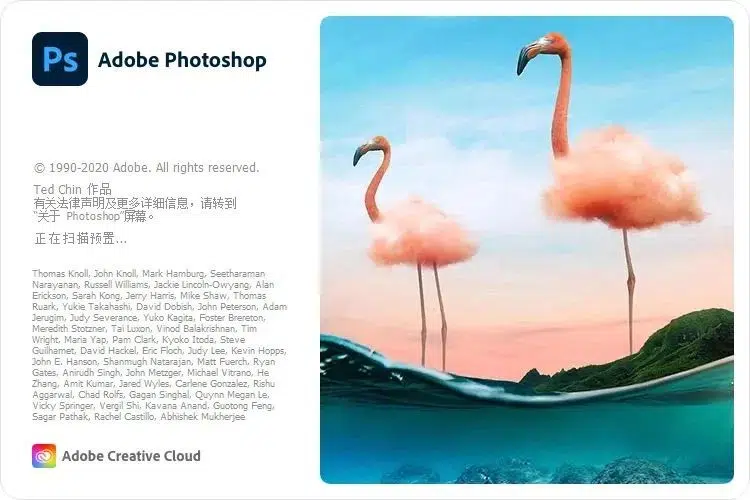 Ps
Adobe Photoshop
© 1990-2020 Adobe. All rights reserved.
Ted Chin 作品
有关法律声明及更多详细信息，请转到
“关于 Photoshop”屏幕。
正在扫描预置...
Thomas Knoll, John Knoll, Mark Hamburg, Seetharaman
Narayanan, Russell Williams, Jackie Lincoln-Owyang, Alan
Erickson, Sarah Kong, Jerry Harris, Mike Shaw, Thomas
Ruark, Yukie Takahashi, David Dobish, John Peterson, Adam
Jerugim, Judy Severance, Yuko Kagita, Foster Brereton,
Meredith Stotzner, Tai Luxon, Vinod Balakrishnan, Tim
Wright, Maria Yap, Pam Clark, Kyoko Itoda, Steve
Guilhamet, David Hackel, Eric Floch, Judy Lee, Kevin Hopps,
John E. Hanson, Shanmugh Natarajan, Matt Fuerch, Ryan
Gates, Anirudh Singh, John Metzger, Michael Vitrano, He
Zhang, Amit Kumar, Jared Wyles, Carlene Gonzalez, Rishu
Aggarwal, Chad Rolfs, Gagan Singhal, Quynn Megan Le,
Vicky Springer, Vergil Shi, Kavana Anand, Guotong Feng,
Sagar Pathak, Rachel Castillo, Abhishek Mukherjee
Adobe Creative Cloud